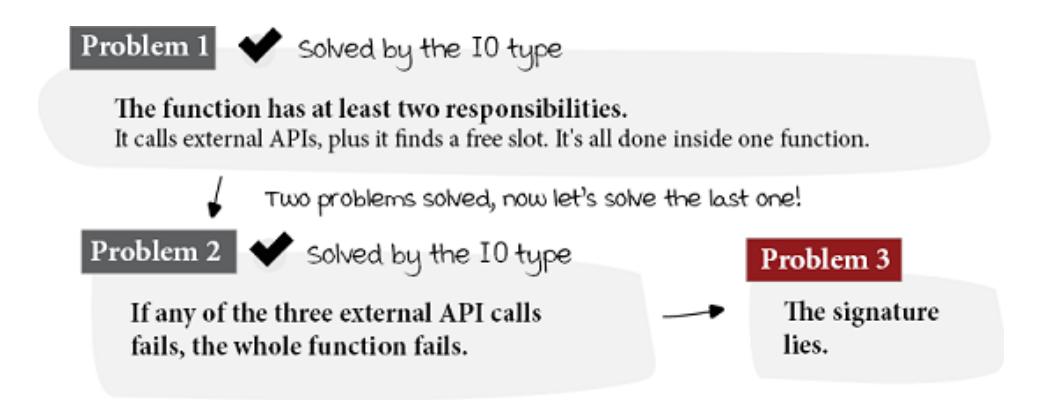 Problem 1 Solved by the IO type
The function has at least two responsibilities.
It calls external APIs, plus it finds a free slot. It's all done inside one function.
Two problems solved, now let's solve the last one!
Problem 2 Solved by the IO type
If any of the three external API calls
fails, the whole function fails.
Problem 3
The signature
lies.